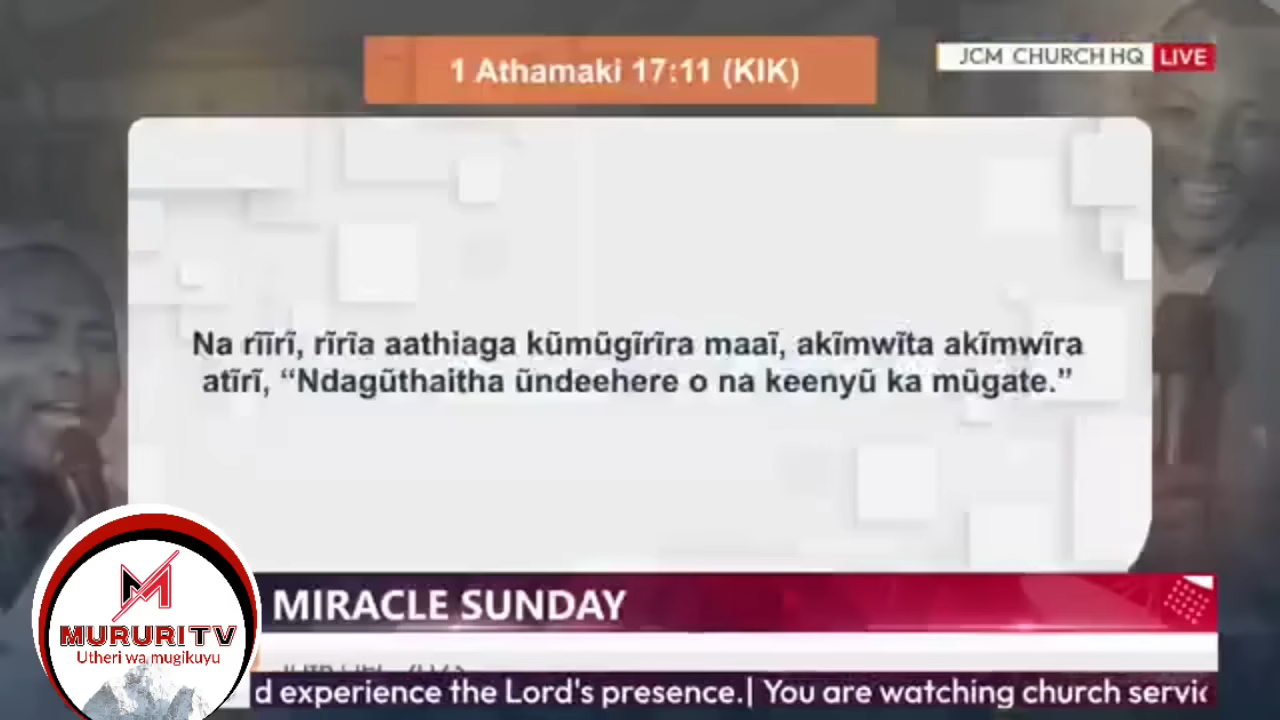 1 Athamaki 17:11 (KIK)
JCM CHURCH HQ LIVE
Na rĩĩrĩ, rĩrĩa aathiaga kũmũgĩrĩra maaĩ, akĩmwĩta akĩmwĩra
atĩrĩ, “Ndagũthaitha ũndeehere o na keenyũ ka mũgate.”
MIRACLE SUNDAY
M
MURURI TV
Utheri wa mugikuyu
d experience the Lord's presence.| You are watching church servic